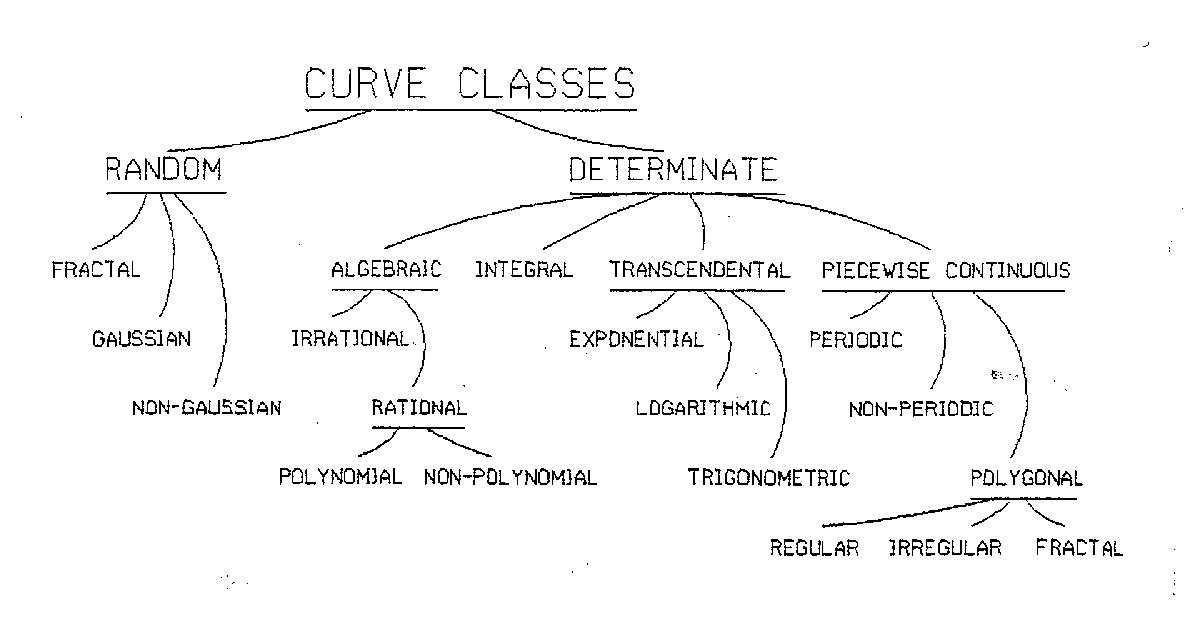 CURVE CLASSES
RANDOM DETERMINATE
FRACTAL ALGEBRAIC INTEGRAL TRANSCENDENTAL PIECEWISE CONTINUOUS
GAUSSIAN IRRATIONAL EXPONENTIAL PERIODIC
NON-GAUSSIAN RATIONAL LOGARITHMIC NON-PERIODIC
POLYNOMIAL NON-POLYNOMIAL TRIGONOMETRIC POLYGONAL
REGULAR IRREGULAR FRACTAL